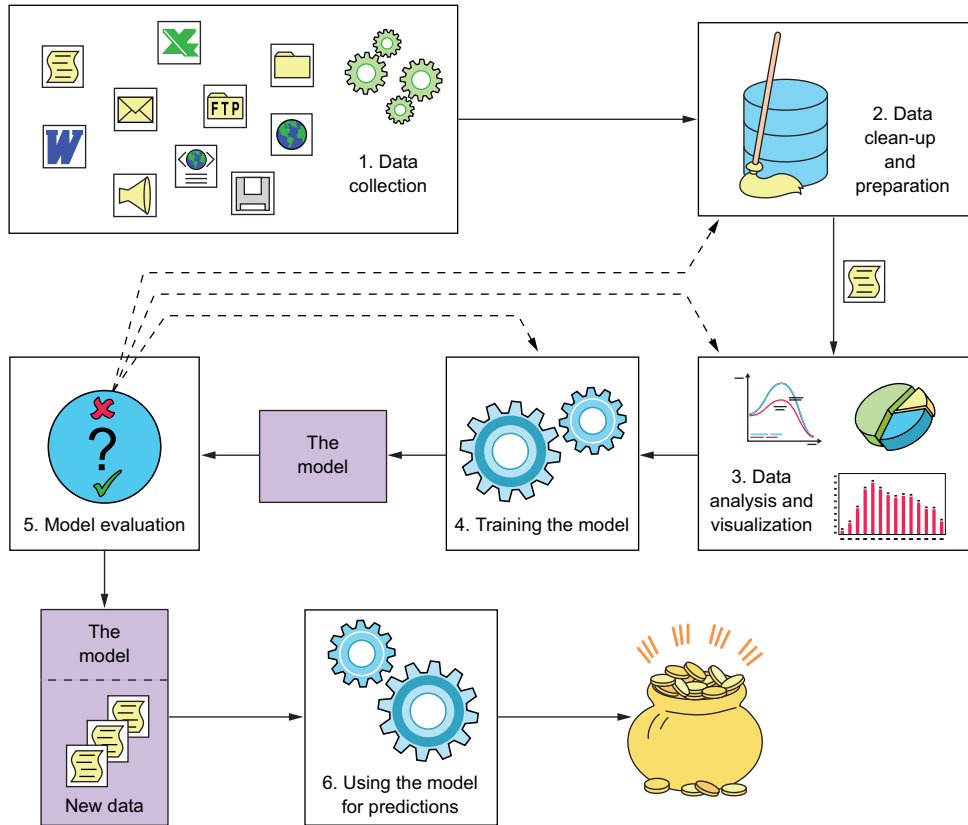 FTP
W
1. Data
collection
2. Data
clean-up
and
preparation
The
model
?
5. Model evaluation
4. Training the model
3. Data
analysis and
visualization
The
model
New data
6. Using the model
for predictions